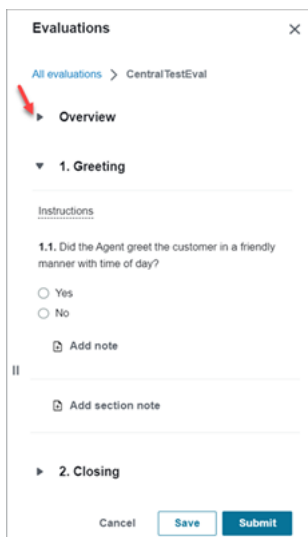 Evaluations
All evaluations > CentralTestEval
Overview
1. Greeting
Instructions
1.1. Did the Agent greet the customer in a friendly
manner with time of day?
Yes
No
Add note
Add section note
2. Closing
Cancel Save Submit